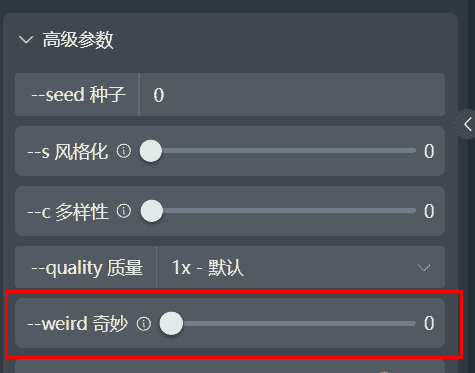 高级参数
--seed 种子 0
--s 风格化 0
--c 多样性 0
--quality 质量 1x - 默认
--weird 奇妙 0